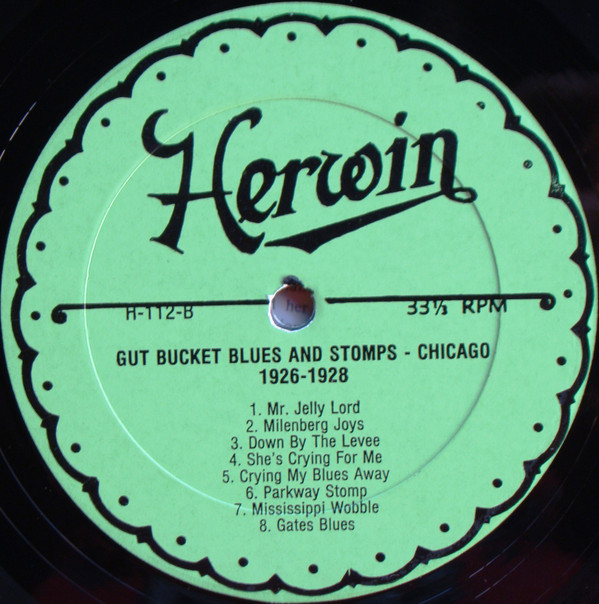 Herwin
her
H-112-B 33⅓ RPM
GUT BUCKET BLUES AND STOMPS - CHICAGO
1926-1928
1. Mr. Jelly Lord
2. Milenberg Joys
3. Down By The Levee
4. She's Crying For Me
5. Crying My Blues Away
6. Parkway Stomp
7. Mississippi Wobble
8. Gates Blues